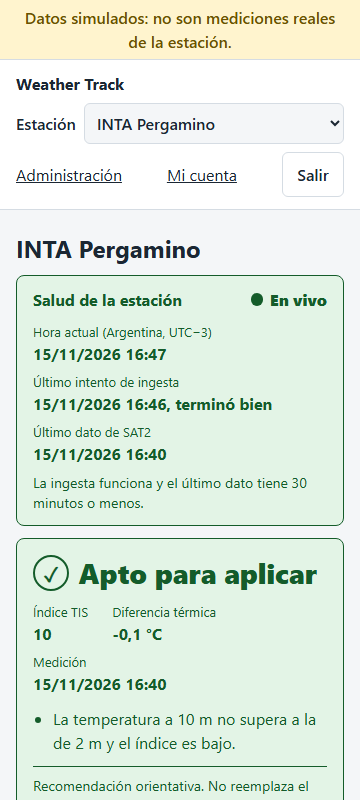 Datos simulados: no son mediciones reales
de la estación.
Weather Track
Estación INTA Pergamino
Administración Mi cuenta Salir
INTA Pergamino
Salud de la estación En vivo
Hora actual (Argentina, UTC−3)
15/11/2026 16:47
Último intento de ingesta
15/11/2026 16:46, terminó bien
Último dato de SAT2
15/11/2026 16:40
La ingesta funciona y el último dato tiene 30
minutos o menos.
Apto para aplicar
Índice TIS Diferencia térmica
10 -0,1 °C
Medición
15/11/2026 16:40
La temperatura a 10 m no supera a la
de 2 m y el índice es bajo.
Recomendación orientativa. No reemplaza el